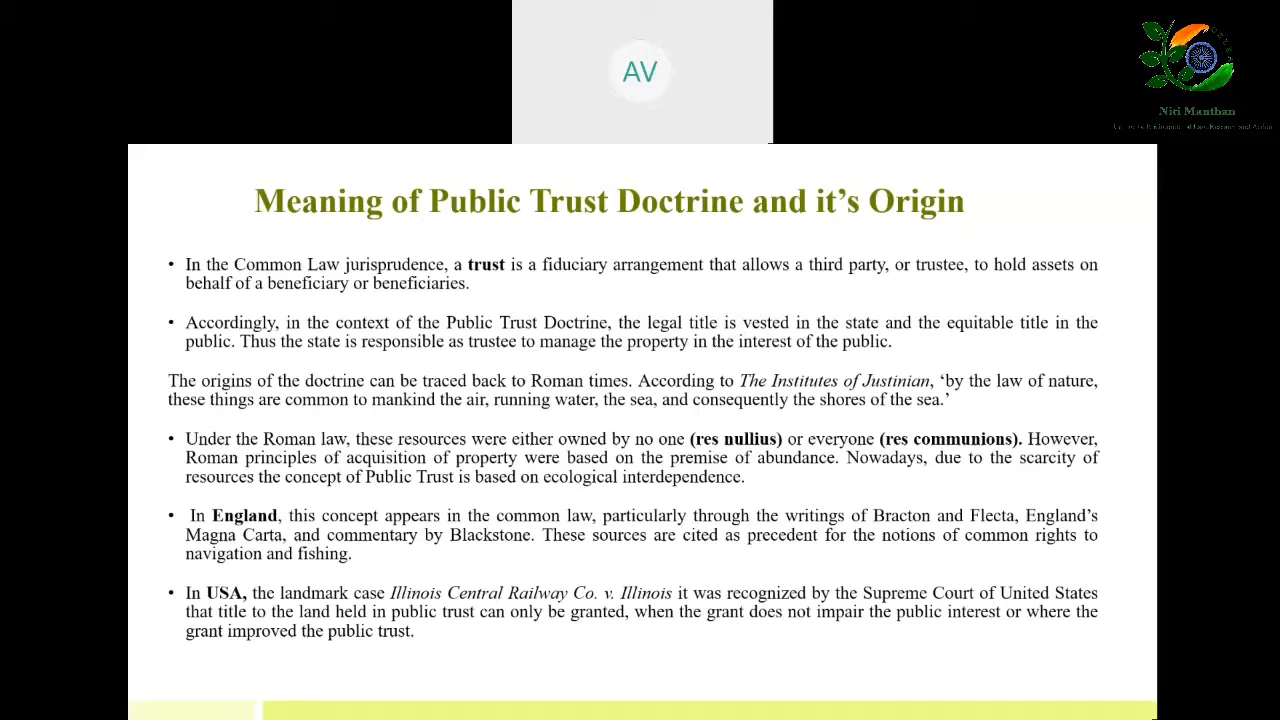 AV
Niti Manthan
Meaning of Public Trust Doctrine and it’s Origin
• In the Common Law jurisprudence, a trust is a fiduciary arrangement that allows a third party, or trustee, to hold assets on
behalf of a beneficiary or beneficiaries.
• Accordingly, in the context of the Public Trust Doctrine, the legal title is vested in the state and the equitable title in the
public. Thus the state is responsible as trustee to manage the property in the interest of the public.
The origins of the doctrine can be traced back to Roman times. According to The Institutes of Justinian, ‘by the law of nature,
these things are common to mankind the air, running water, the sea, and consequently the shores of the sea.’
• Under the Roman law, these resources were either owned by no one (res nullius) or everyone (res communions). However,
Roman principles of acquisition of property were based on the premise of abundance. Nowadays, due to the scarcity of
resources the concept of Public Trust is based on ecological interdependence.
• In England, this concept appears in the common law, particularly through the writings of Bracton and Flecta, England’s
Magna Carta, and commentary by Blackstone. These sources are cited as precedent for the notions of common rights to
navigation and fishing.
• In USA, the landmark case Illinois Central Railway Co. v. Illinois it was recognized by the Supreme Court of United States
that title to the land held in public trust can only be granted, when the grant does not impair the public interest or where the
grant improved the public trust.